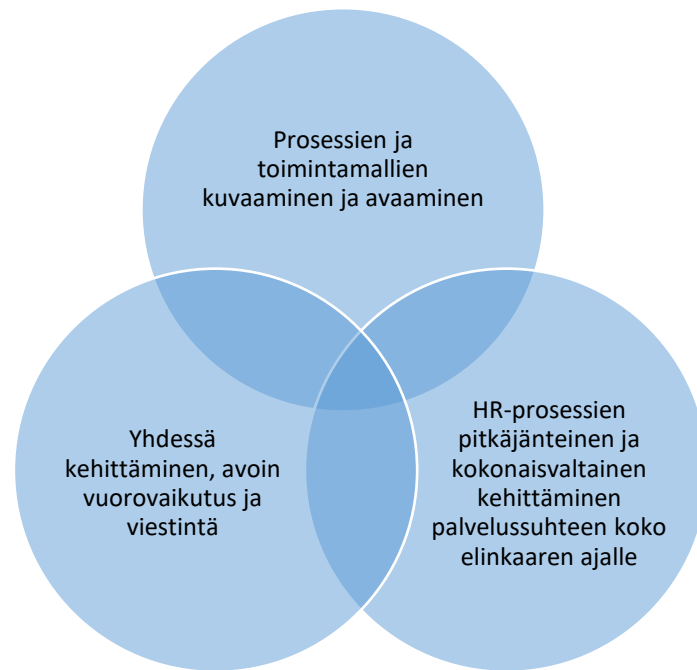 Prosessien ja
toimintamallien
kuvaaminen ja avaaminen
Yhdessä
kehittäminen, avoin
vuorovaikutus ja
viestintä
HR-prosessien
pitkäjänteinen ja
kokonaisvaltainen
kehittäminen
palvelussuhteen koko
elinkaaren ajalle